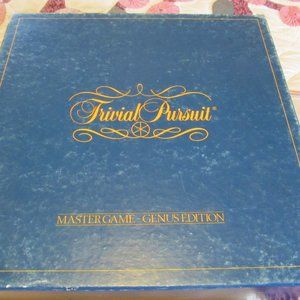 Trivial Pursuit®
MASTER GAME - GENUS EDITION